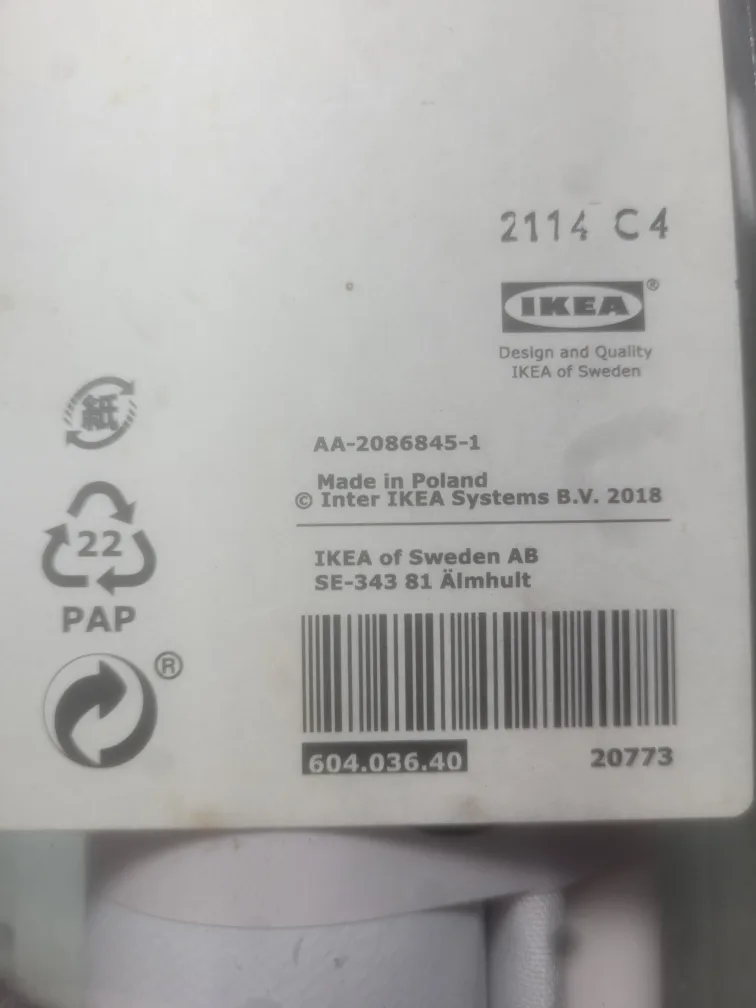 2114 C4
IKEA®
Design and Quality
IKEA of Sweden
紙
AA-2086845-1
Made in Poland
© Inter IKEA Systems B.V. 2018
22
PAP
IKEA of Sweden AB
SE-343 81 Älmhult
®
604.036.40
20773